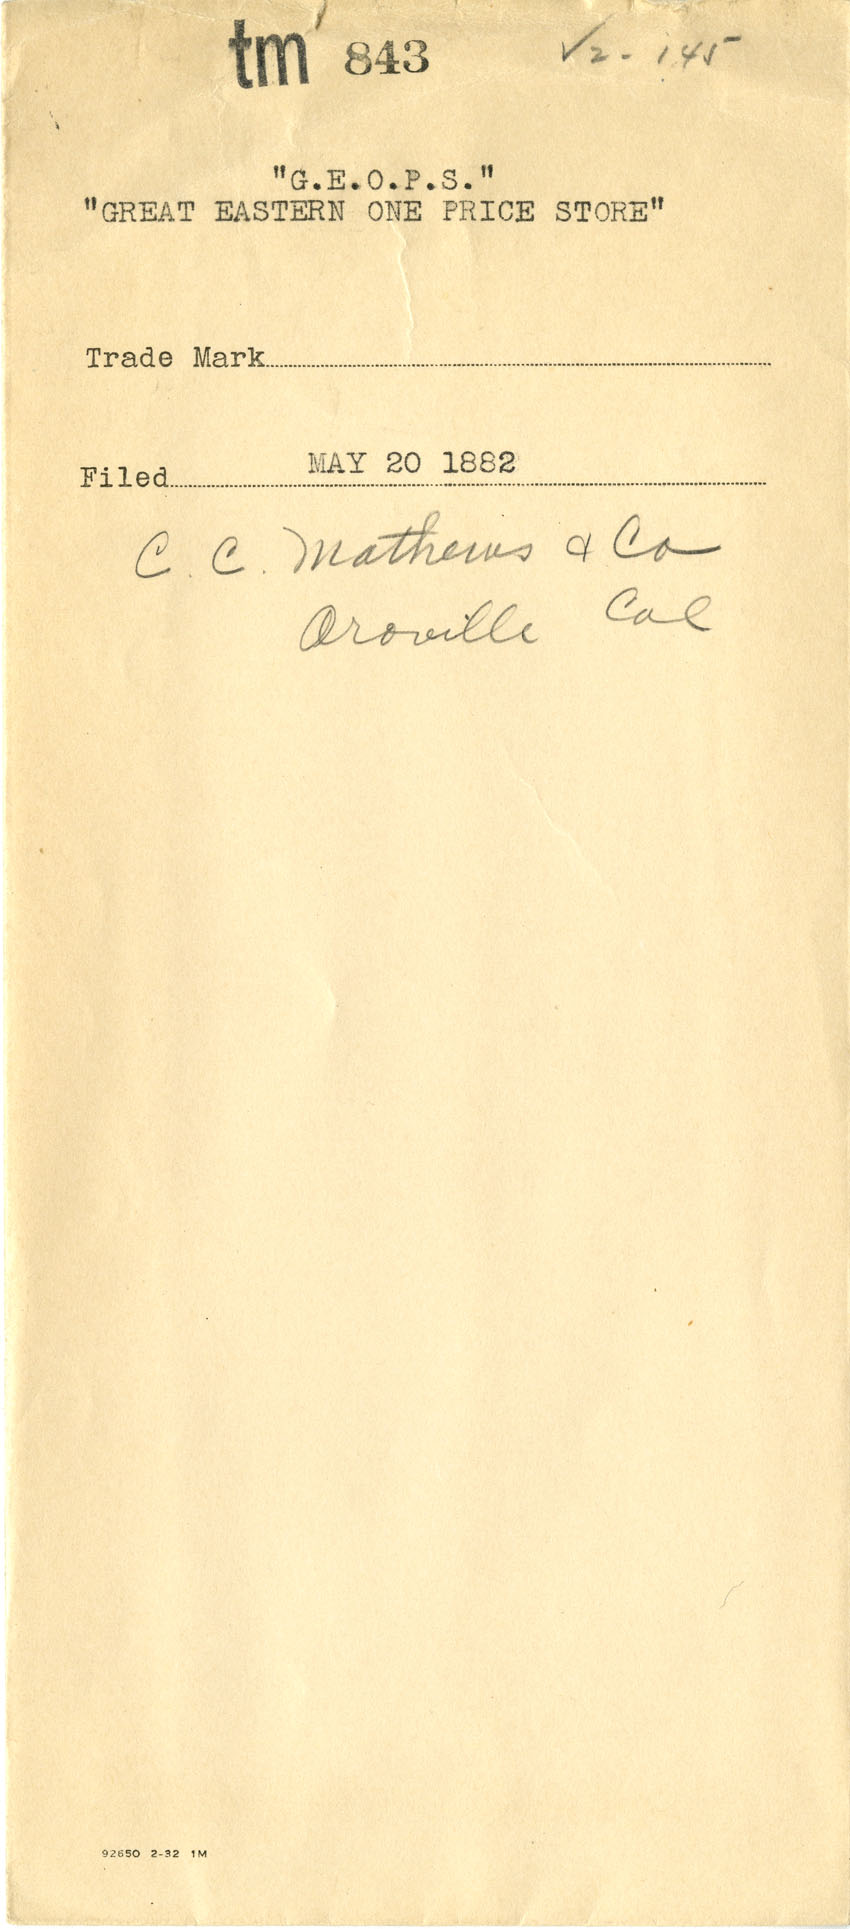 tm 843 √2-145
"G.E.O.P.S."
"GREAT EASTERN ONE PRICE STORE"
Trade Mark
Filed MAY 20 1882
C. C. Mathews & Co
Oroville Cal
92650 2-32 1M